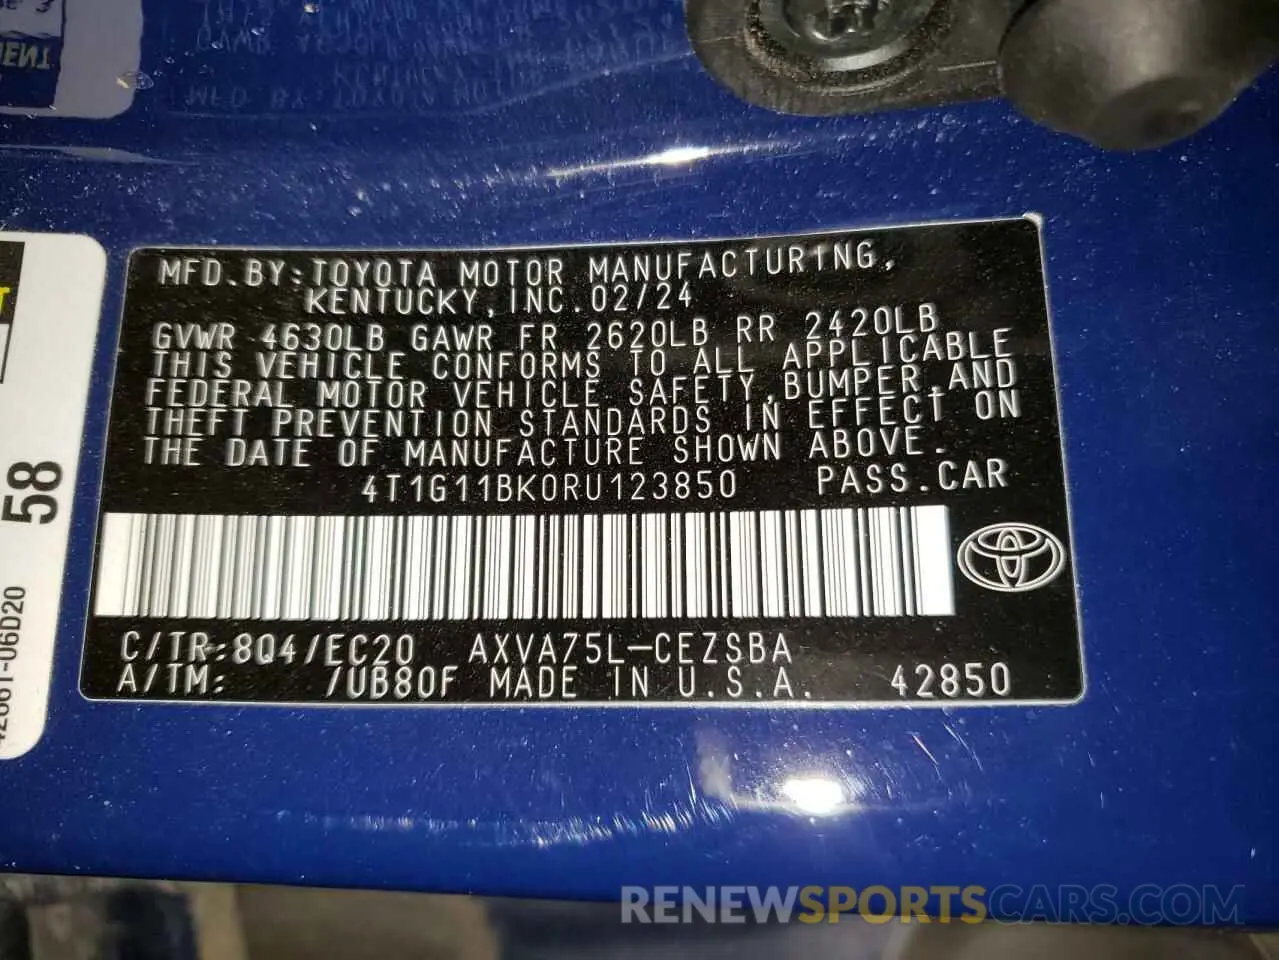 MFD.BY:TOYOTA MOTOR MANUFACTURING,
KENTUCKY,INC.02/24
GVWR 4630LB GAWR FR 2620LB RR 2420LB
THIS VEHICLE CONFORMS TO ALL APPLICABLE
FEDERAL MOTOR VEHICLE SAFETY,BUMPER,AND
THEFT PREVENTION STANDARDS IN EFFECT ON
THE DATE OF MANUFACTURE SHOWN ABOVE.
4T1G11BK0RU123850 PASS.CAR
C/TR:8Q4/EC20 AXVA75L-CEZSBA
A/TM: /UB80F MADE IN U.S.A. 42850
58
RENEWSPORTSCARS.COM